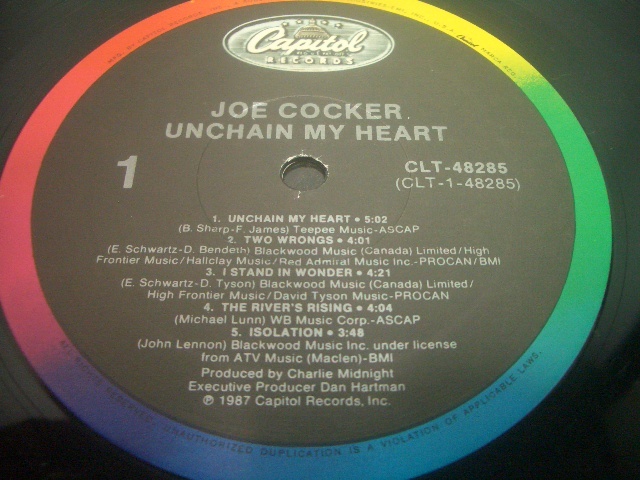 Capitol
RECORDS
JOE COCKER
UNCHAIN MY HEART
1
CLT-48285
(CLT-1-48285)
1. UNCHAIN MY HEART • 5:02
(B. Sharp-F. James) Teepee Music-ASCAP
2. TWO WRONGS • 4:01
(E. Schwartz-D. Bendeth) Blackwood Music (Canada) Limited/High
Frontier Music/Hallclay Music/Red Admiral Music Inc.-PROCAN/BMI
3. I STAND IN WONDER • 4:21
(E. Schwartz-D. Tyson) Blackwood Music (Canada) Limited/
High Frontier Music/David Tyson Music-PROCAN
4. THE RIVER'S RISING • 4:04
(Michael Lunn) WB Music Corp.-ASCAP
5. ISOLATION • 3:48
(John Lennon) Blackwood Music Inc. under license
from ATV Music (Maclen)-BMI
Produced by Charlie Midnight
Executive Producer Dan Hartman
℗ 1987 Capitol Records, Inc.
UNAUTHORIZED DUPLICATION IS A VIOLATION OF APPLICABLE LAWS.